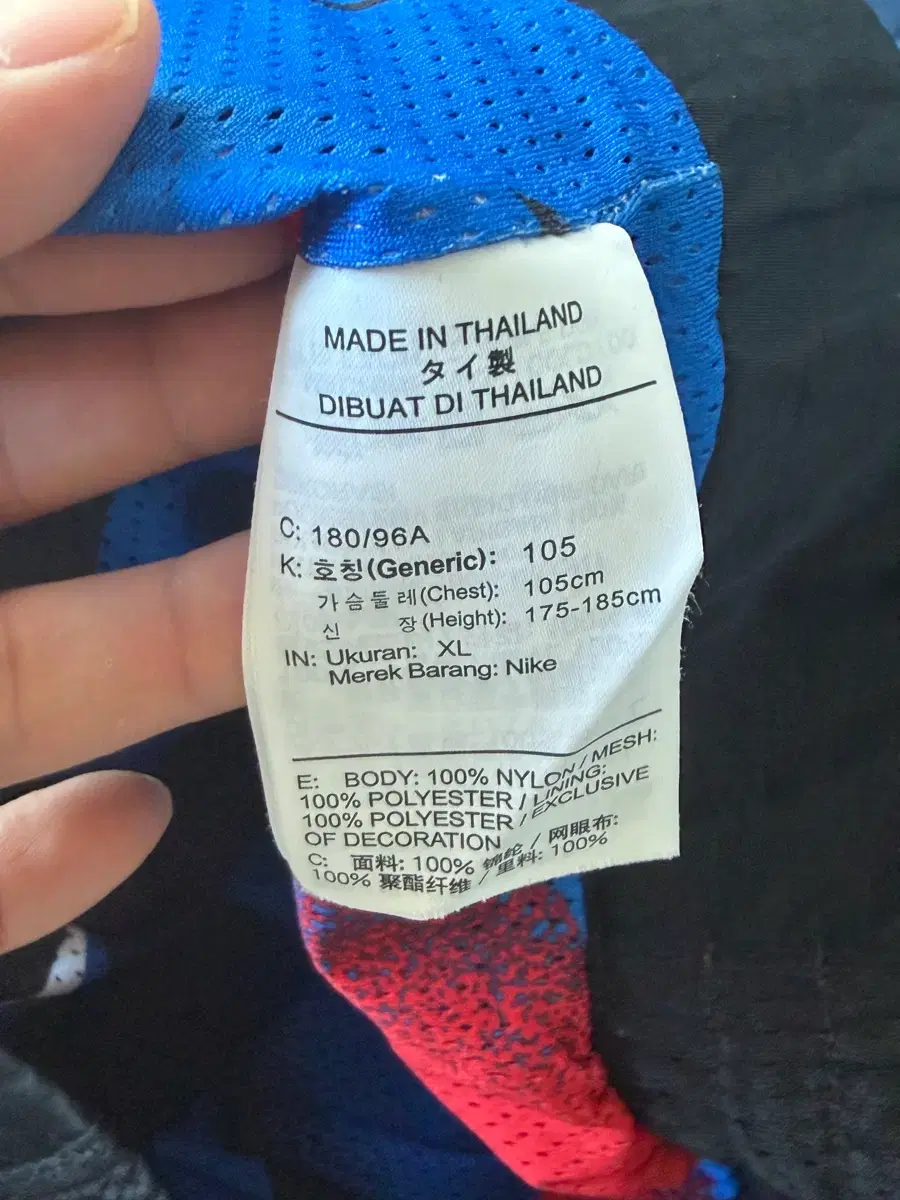 MADE IN THAILAND
タイ製
DIBUAT DI THAILAND
C: 180/96A
K: 호칭(Generic): 105
가슴둘레(Chest): 105cm
신 장(Height): 175-185cm
IN: Ukuran: XL
Merek Barang: Nike
E: BODY: 100% NYLON / MESH:
100% POLYESTER / LINING:
100% POLYESTER / EXCLUSIVE
OF DECORATION
C: 面料: 100% 锦纶 / 网眼布:
100% 聚酯纤维 / 里料: 100%